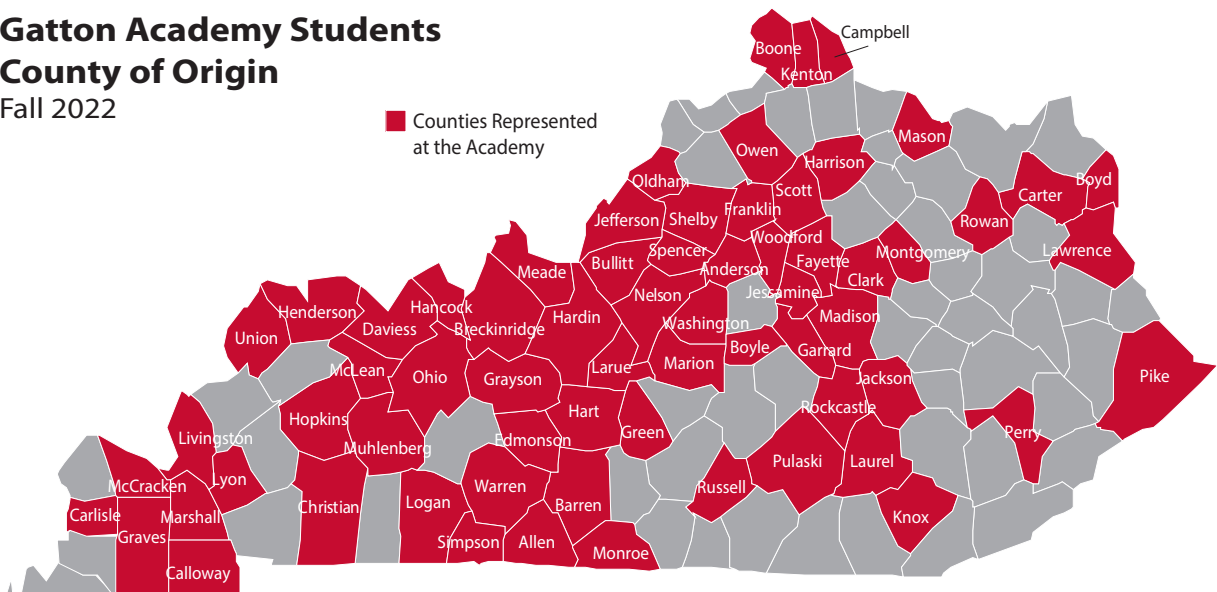 Gatton Academy Students
County of Origin
Fall 2022
Counties Represented
at the Academy
Campbell
Boone
Kenton
Mason
Owen
Harrison
Oldham
Scott
Boyd
Carter
Jefferson
Shelby
Franklin
Rowan
Spencer
Woodford
Lawrence
Bullitt
Anderson
Fayette
Montgomery
Meade
Clark
Nelson
Jessamine
Henderson
Hancock
Hardin
Washington
Madison
Union
Daviess
Breckinridge
Boyle
Garrard
McLean
Ohio
Grayson
Larue
Marion
Jackson
Pike
Hopkins
Hart
Rockcastle
Livingston
Muhlenberg
Edmonson
Green
Perry
Pulaski
Laurel
McCracken
Lyon
Warren
Russell
Carlisle
Marshall
Christian
Logan
Barren
Knox
Graves
Simpson
Allen
Monroe
Calloway